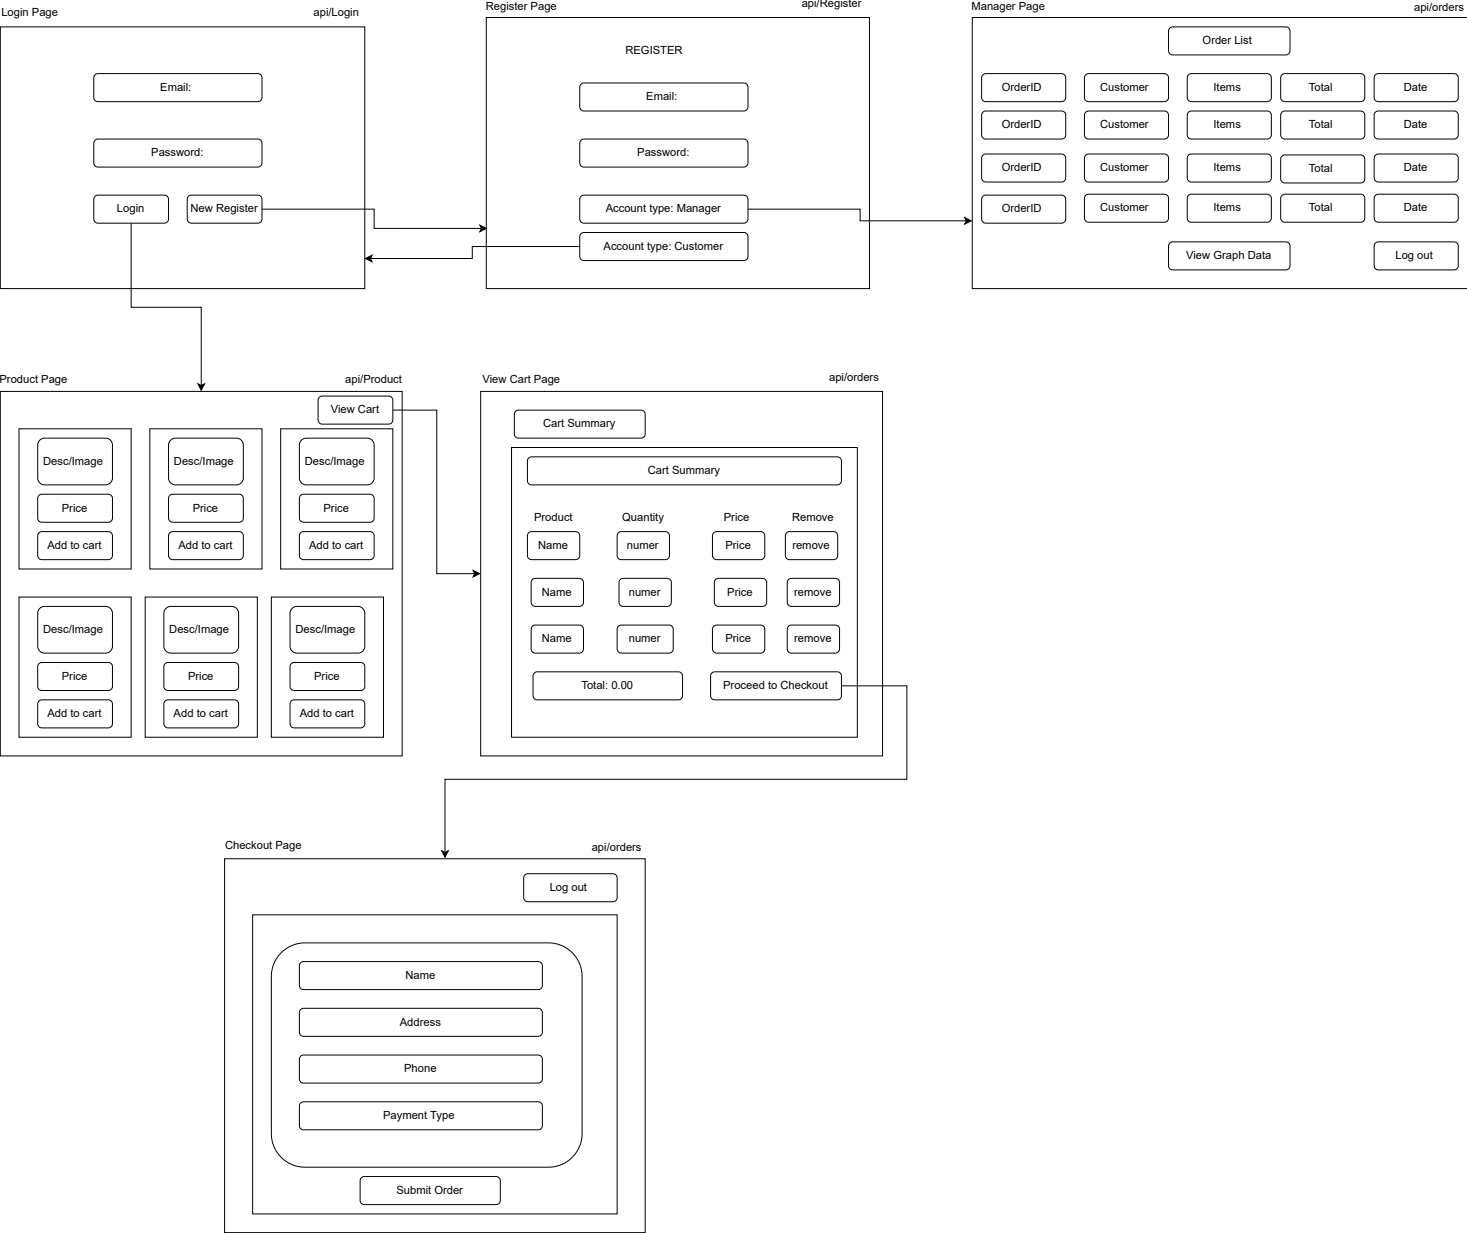 Login Page
api/Login
Email:
Password:
Login
New Register
Register Page
api/Register
REGISTER
Email:
Password:
Account type: Manager
Account type: Customer
Manager Page
api/orders
Order List
OrderID
Customer
Items
Total
Date
OrderID
Customer
Items
Total
Date
OrderID
Customer
Items
Total
Date
OrderID
Customer
Items
Total
Date
View Graph Data
Log out
Product Page
api/Product
View Cart
Desc/Image
Price
Add to cart
Desc/Image
Price
Add to cart
Desc/Image
Price
Add to cart
Desc/Image
Price
Add to cart
Desc/Image
Price
Add to cart
Desc/Image
Price
Add to cart
View Cart Page
api/orders
Cart Summary
Cart Summary
Product
Quantity
Price
Remove
Name
numer
Price
remove
Name
numer
Price
remove
Name
numer
Price
remove
Total: 0.00
Proceed to Checkout
Checkout Page
api/orders
Log out
Name
Address
Phone
Payment Type
Submit Order